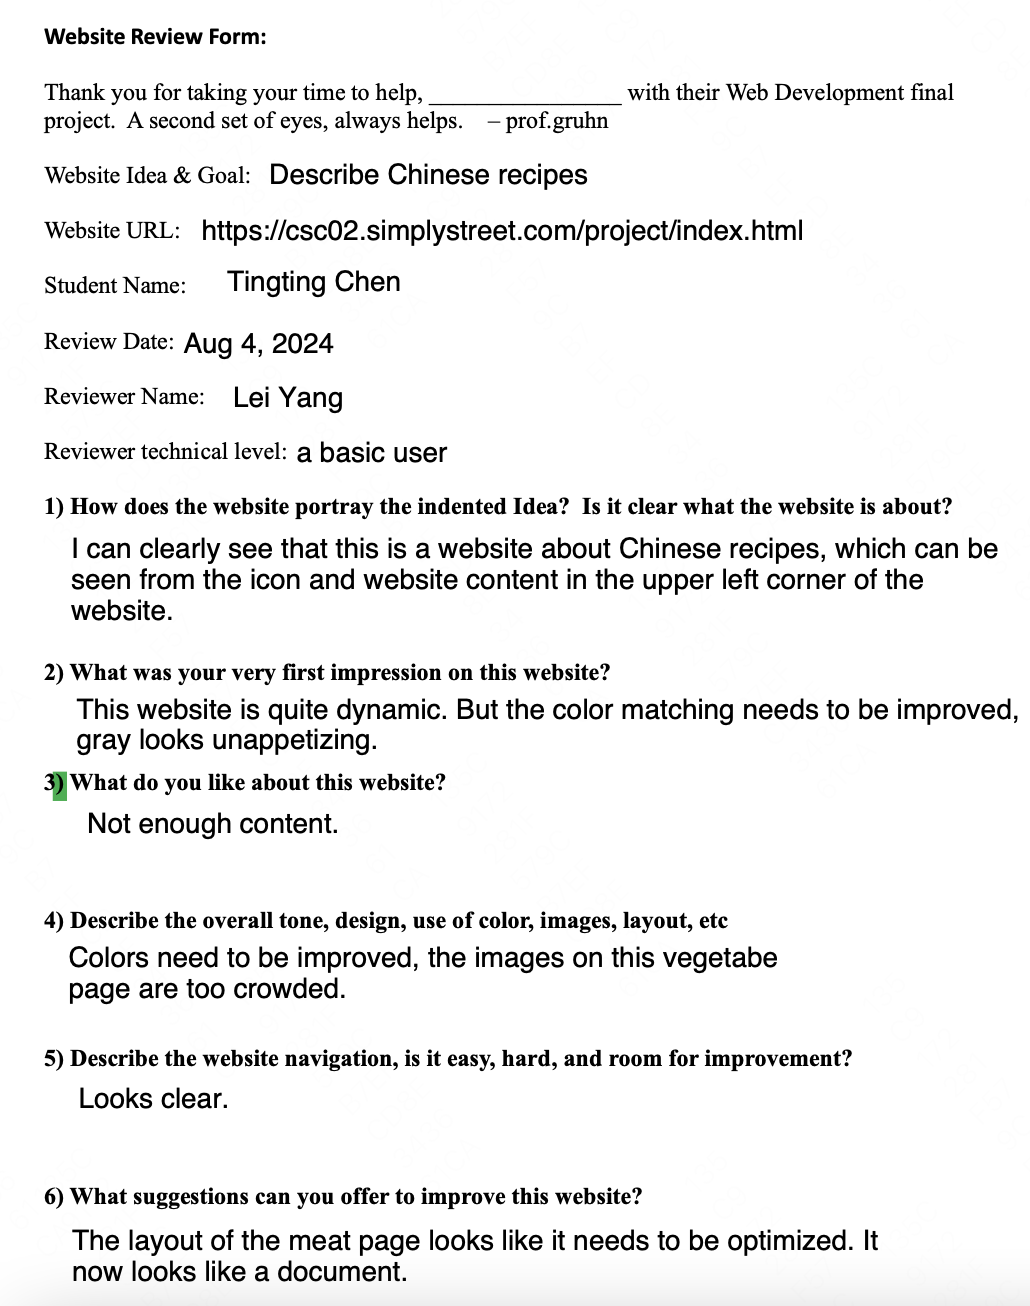 Website Review Form:
Thank you for taking your time to help, ________________ with their Web Development final
project.  A second set of eyes, always helps.   – prof.gruhn
Website Idea & Goal: Describe Chinese recipes
Website URL: https://csc02.simplystreet.com/project/index.html
Student Name: Tingting Chen
Review Date: Aug 4, 2024
Reviewer Name: Lei Yang
Reviewer technical level: a basic user
1) How does the website portray the indented Idea?  Is it clear what the website is about?
I can clearly see that this is a website about Chinese recipes, which can be
seen from the icon and website content in the upper left corner of the
website.
2) What was your very first impression on this website?
This website is quite dynamic. But the color matching needs to be improved,
gray looks unappetizing.
3) What do you like about this website?
Not enough content.
4) Describe the overall tone, design, use of color, images, layout, etc
Colors need to be improved, the images on this vegetabe
page are too crowded.
5) Describe the website navigation, is it easy, hard, and room for improvement?
Looks clear.
6) What suggestions can you offer to improve this website?
The layout of the meat page looks like it needs to be optimized. It
now looks like a document.